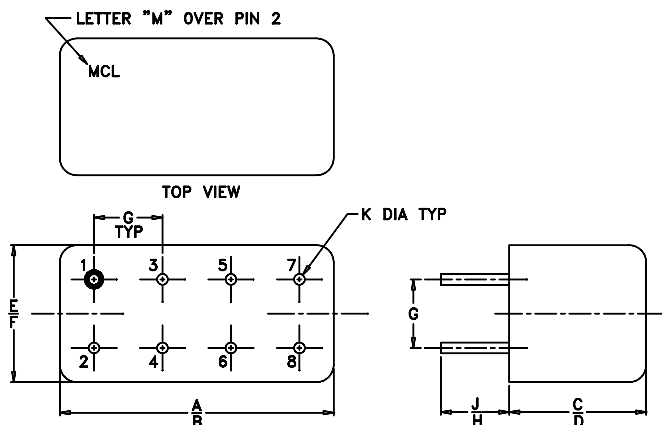 LETTER "M" OVER PIN 2
MCL
TOP VIEW
G
TYP
K DIA TYP
1
3
5
7
E
F
G
2
4
6
8
A
B
J
H
C
D